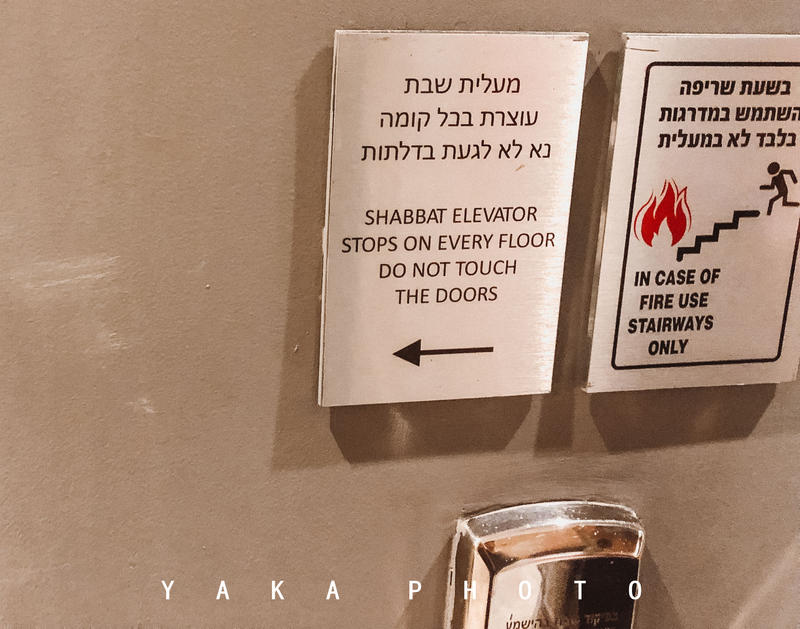 מעלית שבת
עוצרת בכל קומה
נא לא לגעת בדלתות
SHABBAT ELEVATOR
STOPS ON EVERY FLOOR
DO NOT TOUCH
THE DOORS
בשעת שריפה
השתמש במדרגות
בלבד לא במעלית
IN CASE OF
FIRE USE
STAIRWAYS
ONLY
YAKA PHOTO